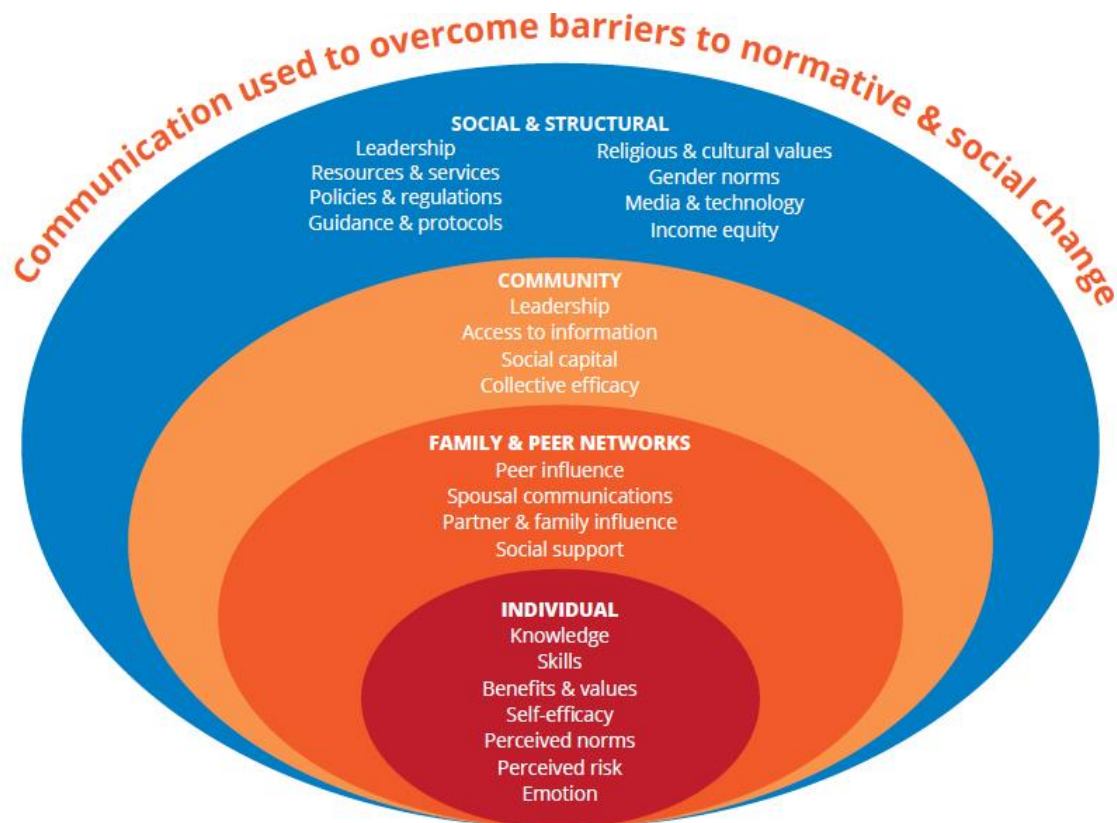 Communication used to overcome barriers to normative & social change
SOCIAL & STRUCTURAL
Leadership
Resources & services
Policies & regulations
Guidance & protocols
Religious & cultural values
Gender norms
Media & technology
Income equity
COMMUNITY
Leadership
Access to information
Social capital
Collective efficacy
FAMILY & PEER NETWORKS
Peer influence
Spousal communications
Partner & family influence
Social support
INDIVIDUAL
Knowledge
Skills
Benefits & values
Self-efficacy
Perceived norms
Perceived risk
Emotion